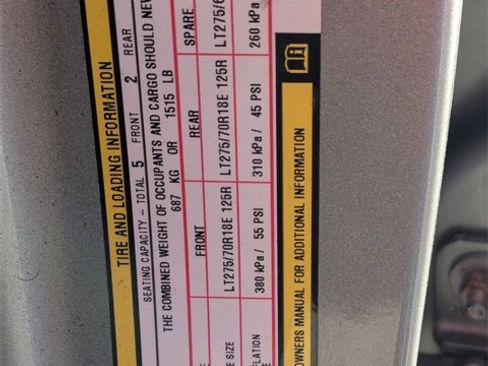 TIRE AND LOADING INFORMATION
SEATING CAPACITY – TOTAL 5 FRONT 2 REAR
THE COMBINED WEIGHT OF OCCUPANTS AND CARGO SHOULD
687 KG OR 1515 LB
FRONT REAR SPARE
SIZE LT275/70R18E 125R LT275/70R18E 125R
380 kPa / 55 PSI 310 kPa / 45 PSI 260 kPa /
OWNERS MANUAL FOR ADDITIONAL INFORMATION